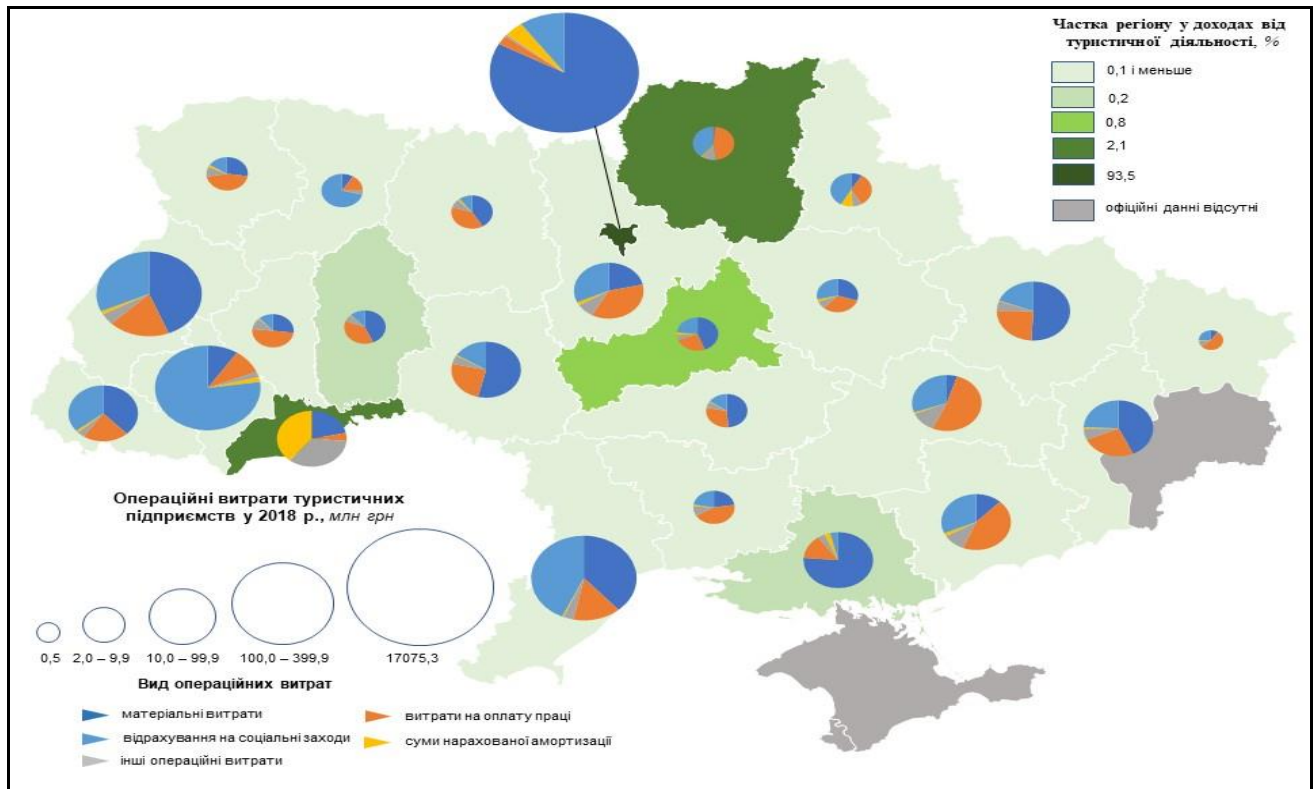 Частка регіону у доходах від
туристичної діяльності, %
0,1 і меньше
0,2
0,8
2,1
93,5
офіційні данні відсутні
Операційні витрати туристичних
підприємств у 2018 р., млн грн
0,5 2,0 – 9,9 10,0 – 99,9 100,0 – 399,9 17075,3
Вид операційних витрат
матеріальні витрати витрати на оплату праці
відрахування на соціальні заходи суми нарахованої амортизації
інші операційні витрати